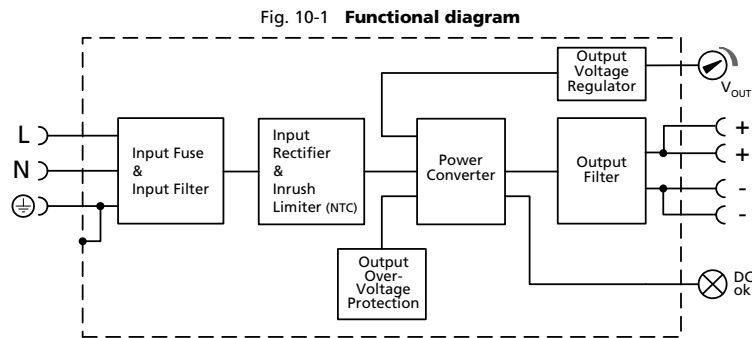 Fig. 10-1 Functional diagram
Output
Voltage
Regulator
V_OUT
L
N
Input Fuse
&
Input Filter
Input
Rectifier
&
Inrush
Limiter (NTC)
Power
Converter
Output
Filter
+
+
-
-
Output
Over-
Voltage
Protection
DC
ok